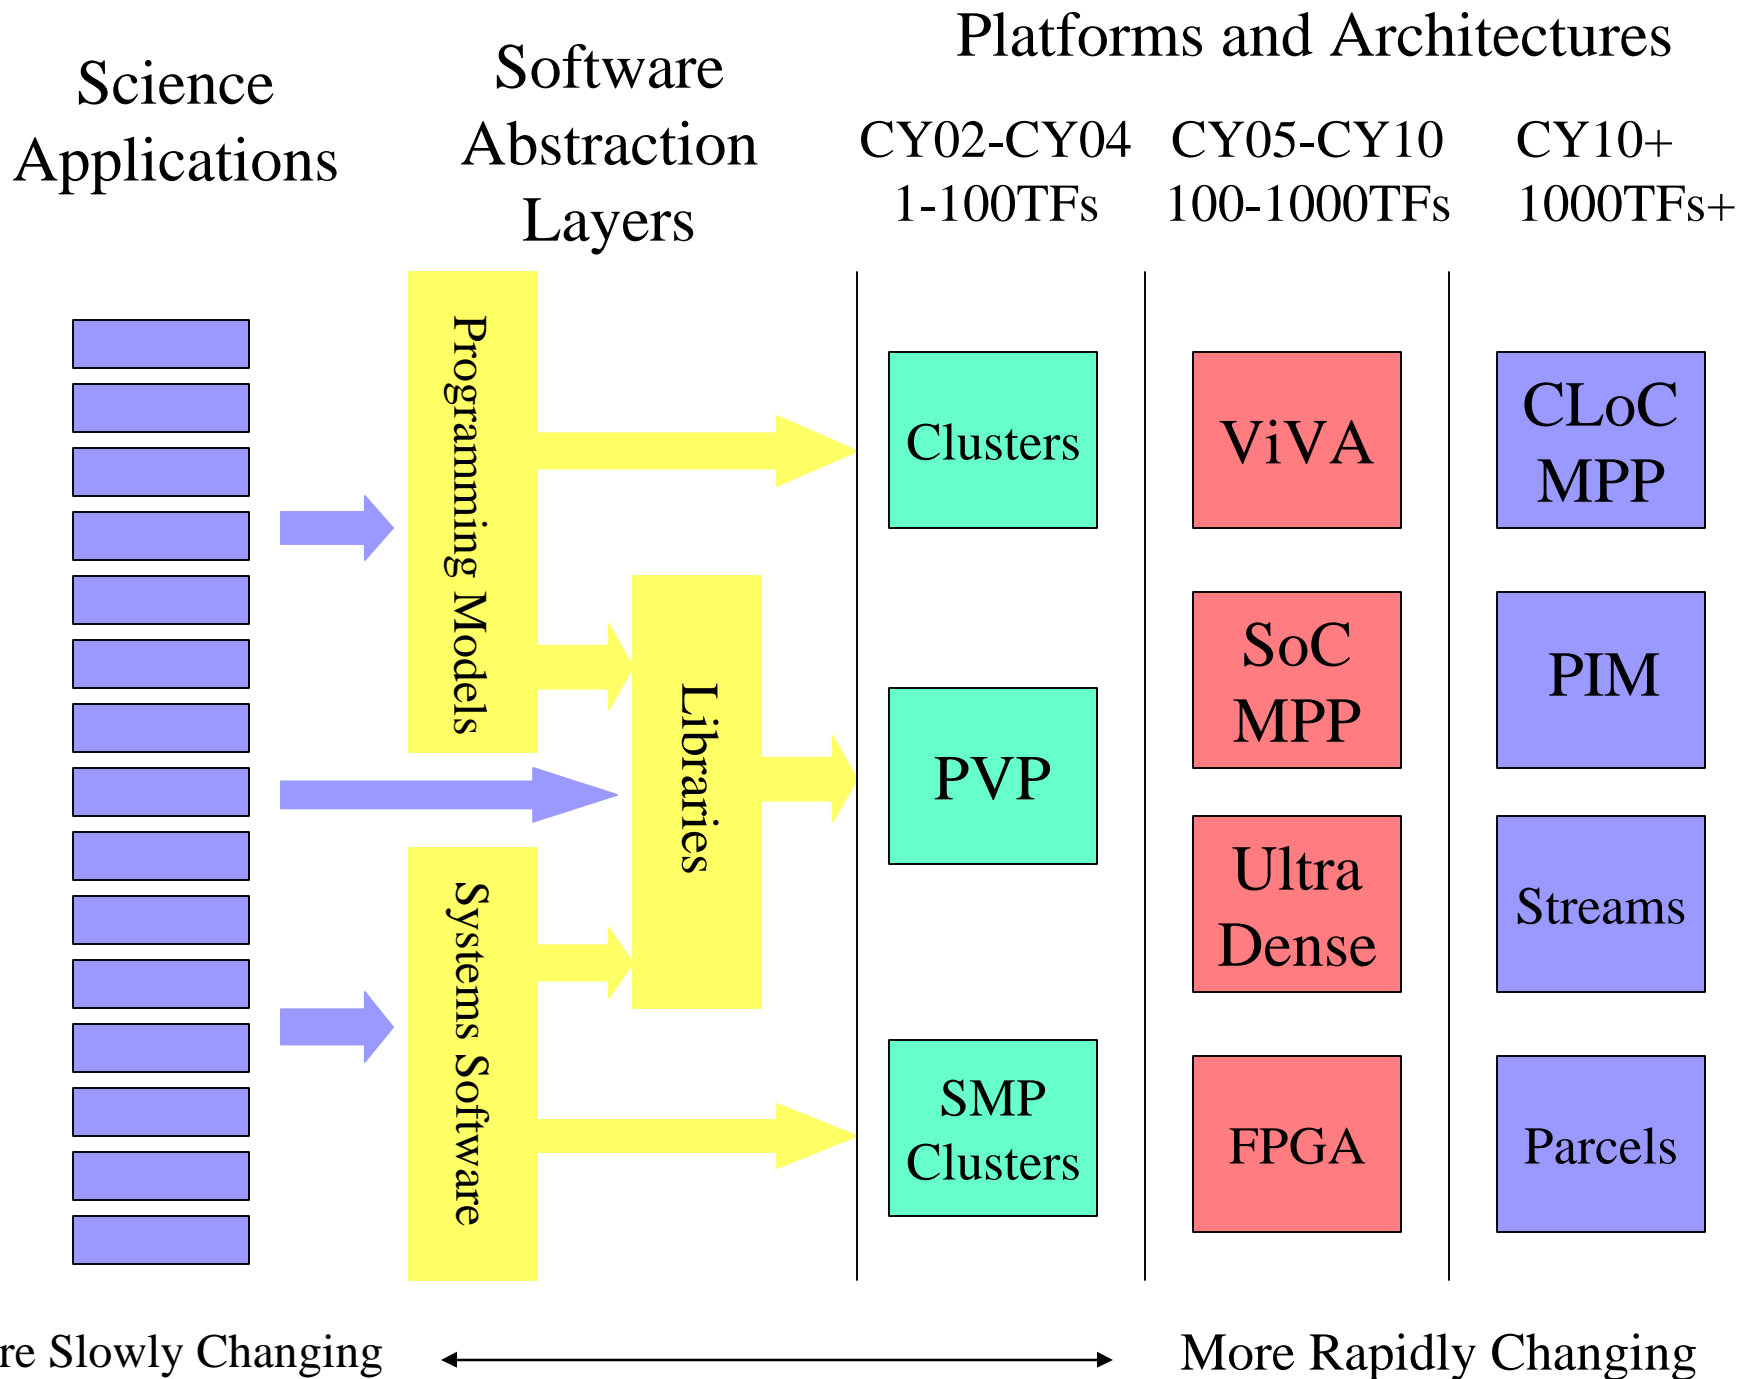 Platforms and Architectures
Science
Applications
Software
Abstraction
Layers
CY02-CY04
1-100TFs
CY05-CY10
100-1000TFs
CY10+
1000TFs+
Programming Models
Libraries
Systems Software
Clusters
PVP
SMP
Clusters
ViVA
SoC
MPP
Ultra
Dense
FPGA
CLoC
MPP
PIM
Streams
Parcels
re Slowly Changing
More Rapidly Changing